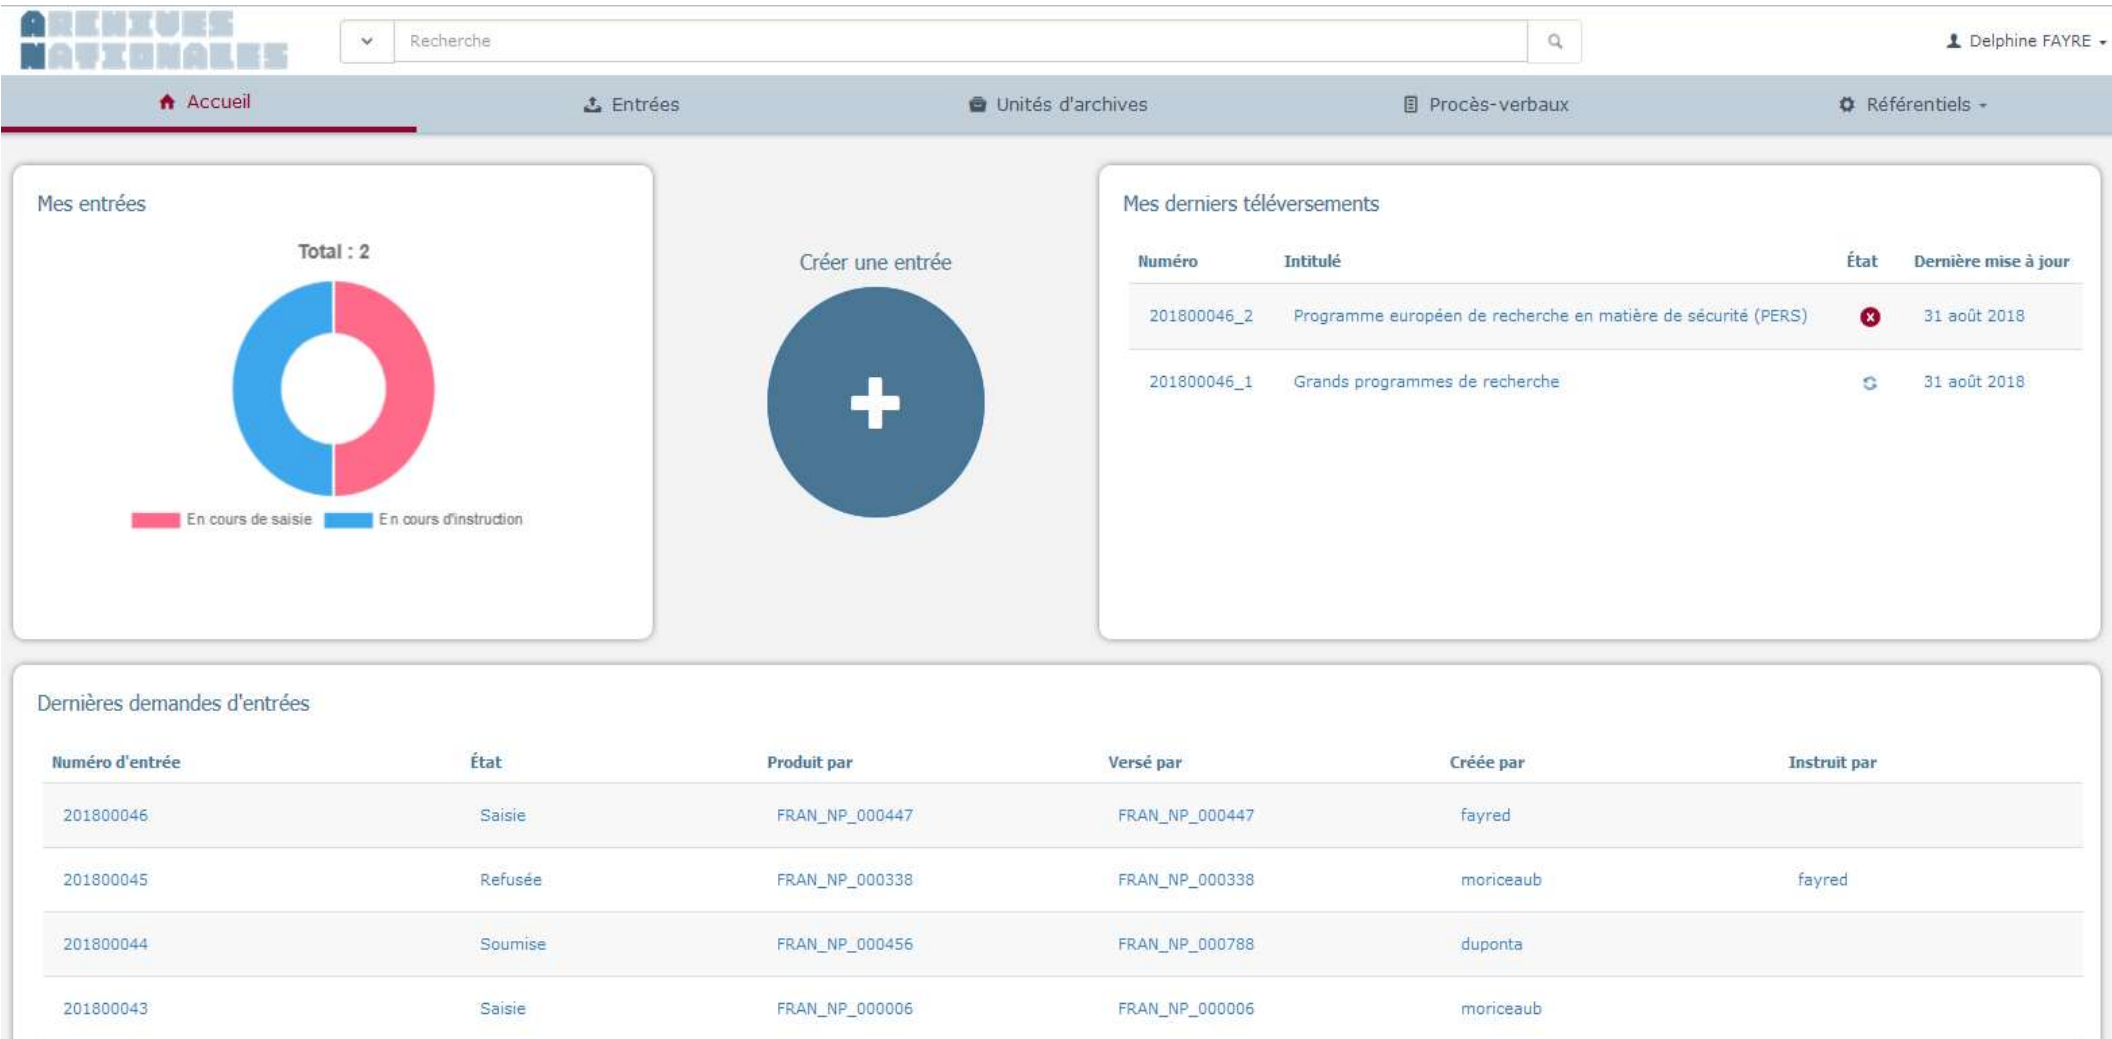 ARCHIVES
NATIONALES
Recherche
Delphine FAYRE
Accueil
Entrées
Unités d'archives
Procès-verbaux
Référentiels
Mes entrées
Total : 2
En cours de saisie En cours d'instruction
Créer une entrée
Mes derniers téléversements
Numéro Intitulé État Dernière mise à jour
201800046_2 Programme européen de recherche en matière de sécurité (PERS) 31 août 2018
201800046_1 Grands programmes de recherche 31 août 2018
Dernières demandes d'entrées
Numéro d'entrée État Produit par Versé par Créée par Instruit par
201800046 Saisie FRAN_NP_000447 FRAN_NP_000447 fayred
201800045 Refusée FRAN_NP_000338 FRAN_NP_000338 moriceaub fayred
201800044 Soumise FRAN_NP_000456 FRAN_NP_000788 duponta
201800043 Saisie FRAN_NP_000006 FRAN_NP_000006 moriceaub